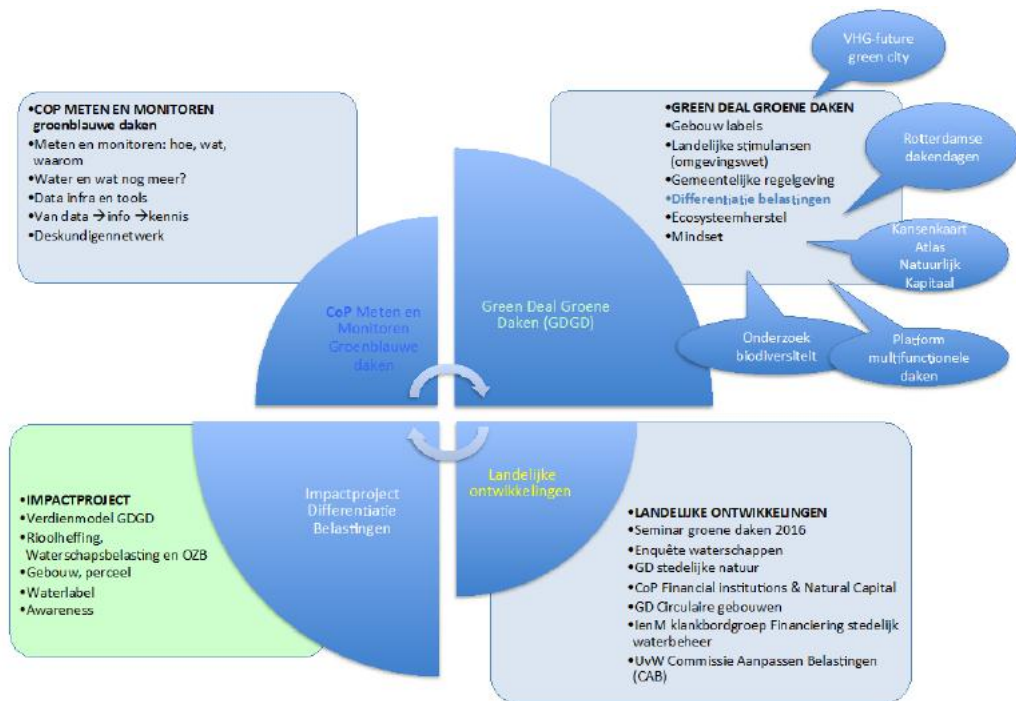 VHG-future
green city
•COP METEN EN MONITOREN
groenblauwe daken
•Meten en monitoren: hoe, wat,
waarom
•Water en wat nog meer?
•Data infra en tools
•Van data →info →kennis
•Deskundigennetwerk
•GREEN DEAL GROENE DAKEN
•Gebouw labels
•Landelijke stimulansen
(omgevingswet)
•Gemeentelijke regelgeving
•Differentiatie belastingen
•Ecosysteemherstel
•Mindset
Rotterdamse
dakendagen
Kansenkaart
Atlas
Natuurlijk
Kapitaal
Onderzoek
biodiversiteit
Platform
multifunctionele
daken
CoP Meten en
Monitoren
Groenblauwe
daken
Green Deal Groene
Daken (GDGD)
Impactproject
Differentiatie
Belastingen
Landelijke
ontwikkelingen
•IMPACTPROJECT
•Verdienmodel GDGD
•Rioolheffing,
Waterschapsbelasting en OZB
•Gebouw, perceel
•Waterlabel
•Awareness
•LANDELIJKE ONTWIKKELINGEN
•Seminar groene daken 2016
•Enquête waterschappen
•GD stedelijke natuur
•CoP Financial institutions & Natural Capital
•GD Circulaire gebouwen
•IenM klankbordgroep Financiering stedelijk
waterbeheer
•UvW Commissie Aanpassen Belastingen
(CAB)